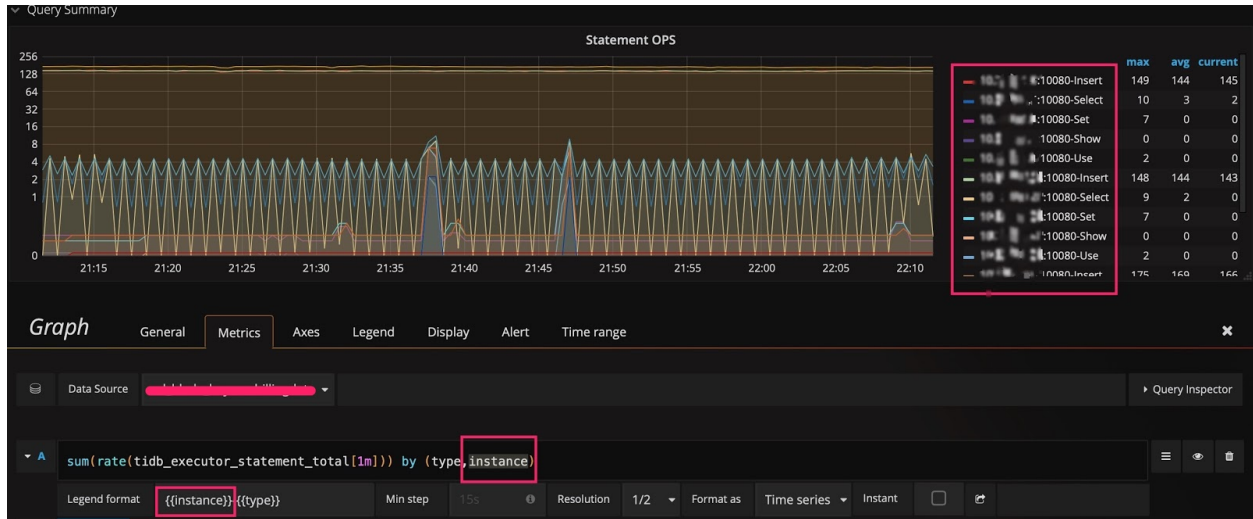 Query Summary
Statement OPS
256
128
64
32
16
8
4
2
1
0
21:15 21:20 21:25 21:30 21:35 21:40 21:45 21:50 21:55 22:00 22:05 22:10
max avg current
:10080-Insert 149 144 145
:10080-Select 10 3 2
:10080-Set 7 0 0
:10080-Show 0 0 0
:10080-Use 2 0 0
:10080-Insert 148 144 143
:10080-Select 9 2 0
:10080-Set 7 0 0
:10080-Show 0 0 0
:10080-Use 2 0 0
:10080-Insert 175 169 166
Graph General Metrics Axes Legend Display Alert Time range
Data Source Query Inspector
A sum(rate(tidb_executor_statement_total[1m])) by (type,instance)
Legend format {{instance}}-{{type}} Min step 15s Resolution 1/2 Format as Time series Instant